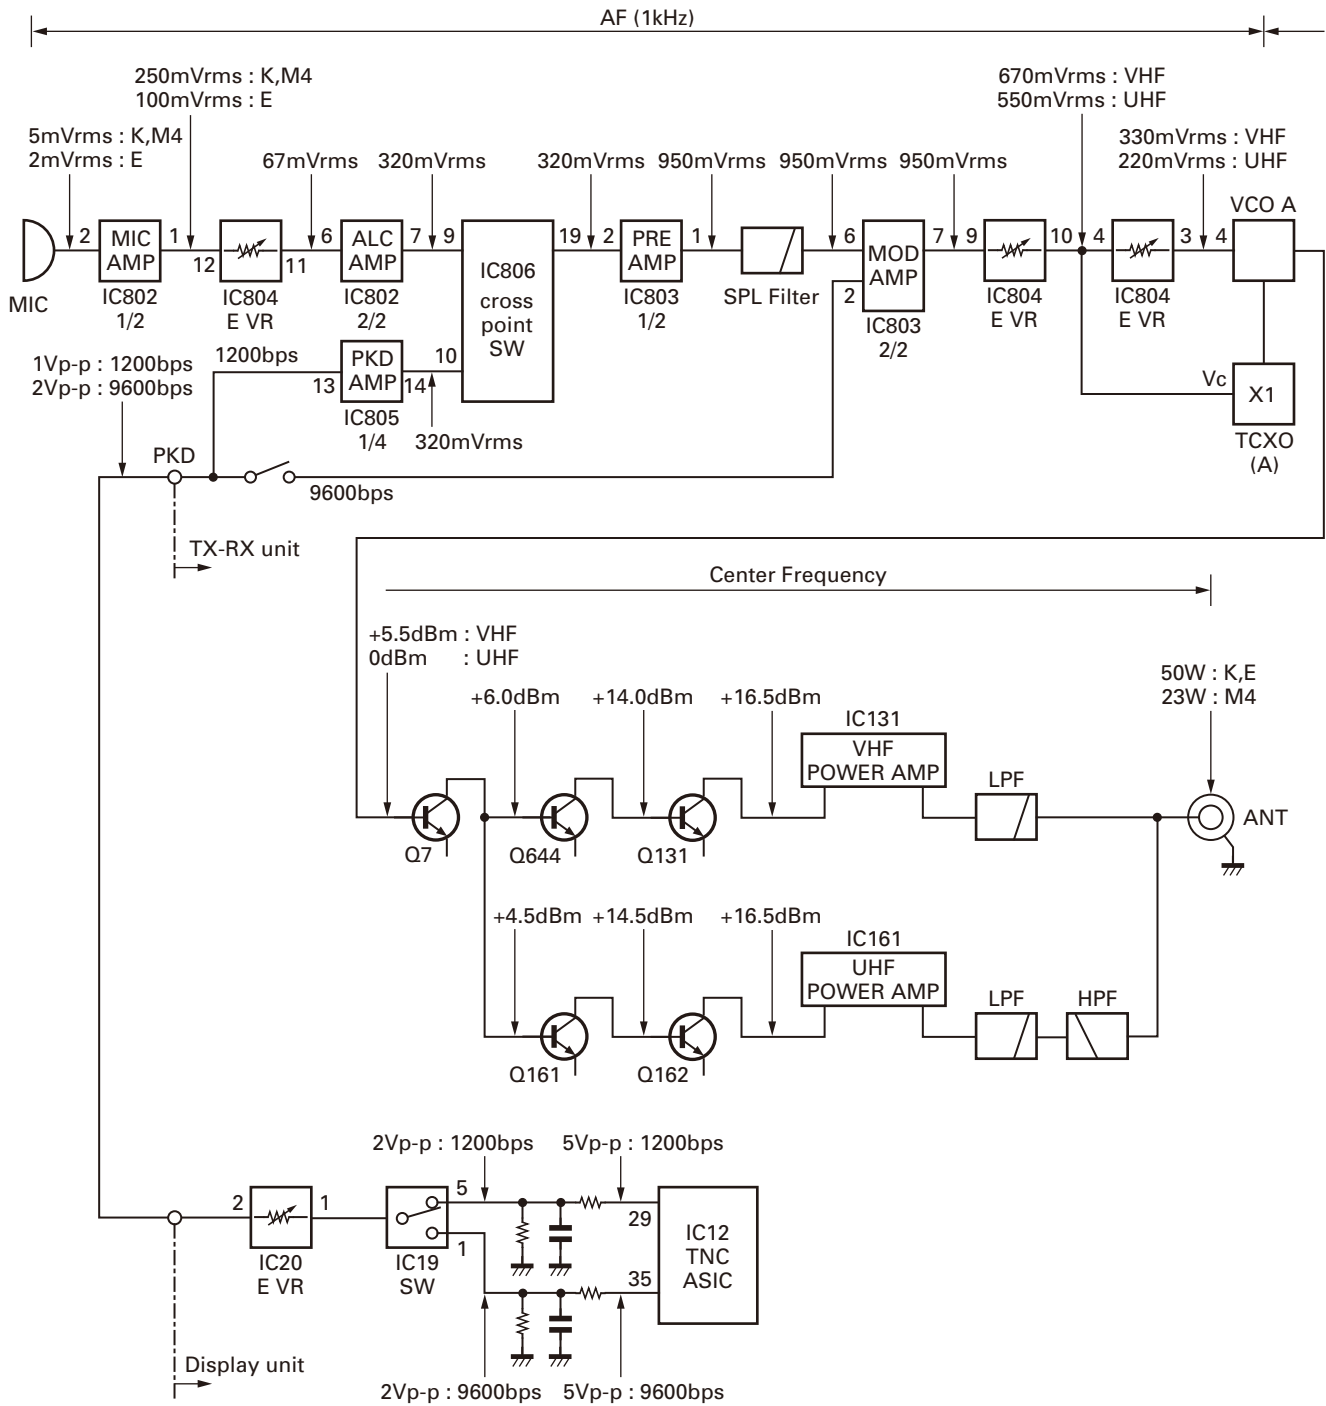 AF (1kHz)
250mVrms : K,M4
100mVrms : E
670mVrms : VHF
550mVrms : UHF
5mVrms : K,M4
2mVrms : E
67mVrms
320mVrms
320mVrms
950mVrms
950mVrms
950mVrms
330mVrms : VHF
220mVrms : UHF
VCO A
MIC
2
MIC
AMP
IC802
1/2
1
12
IC804
E VR
11
6
ALC
AMP
IC802
2/2
7
9
IC806
cross
point
SW
19
2
PRE
AMP
IC803
1/2
1
SPL Filter
6
2
MOD
AMP
IC803
2/2
7
9
IC804
E VR
10
4
IC804
E VR
3
4
1Vp-p : 1200bps
2Vp-p : 9600bps
1200bps
13
PKD
AMP
IC805
1/4
14
10
320mVrms
Vc
X1
TCXO
(A)
PKD
9600bps
TX-RX unit
Center Frequency
+5.5dBm : VHF
0dBm : UHF
+6.0dBm
+14.0dBm
+16.5dBm
50W : K,E
23W : M4
IC131
VHF
POWER AMP
LPF
ANT
Q7
Q644
Q131
+4.5dBm
+14.5dBm
+16.5dBm
IC161
UHF
POWER AMP
LPF
HPF
Q161
Q162
2Vp-p : 1200bps
5Vp-p : 1200bps
2
1
IC20
E VR
5
1
IC19
SW
29
35
IC12
TNC
ASIC
Display unit
2Vp-p : 9600bps
5Vp-p : 9600bps